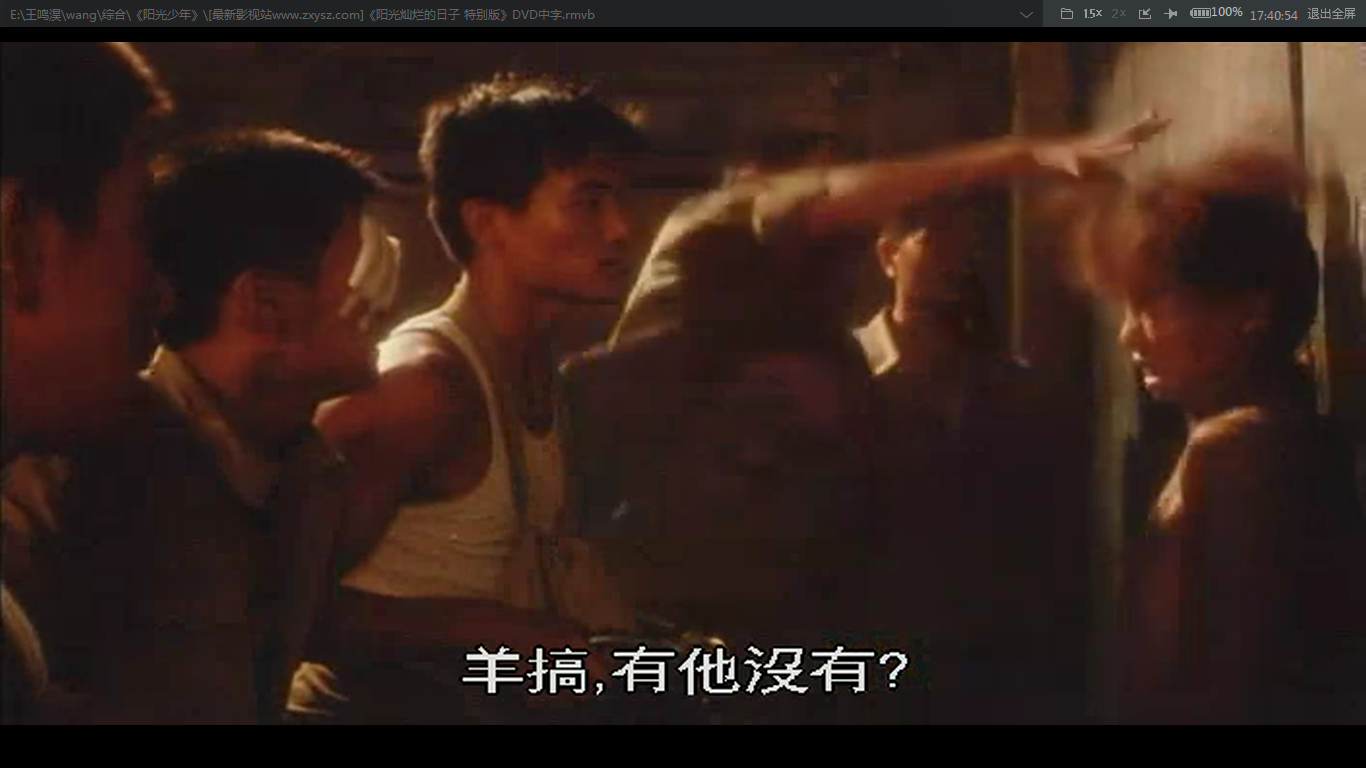 E:\王鸣淏\wang\综合\《阳光少年》\[最新影视站www.zxysz.com]《阳光灿烂的日子 特别版》DVD中字.rmvb
1.5× 2× 100% 17:40:54 退出全屏
羊搞,有他沒有?